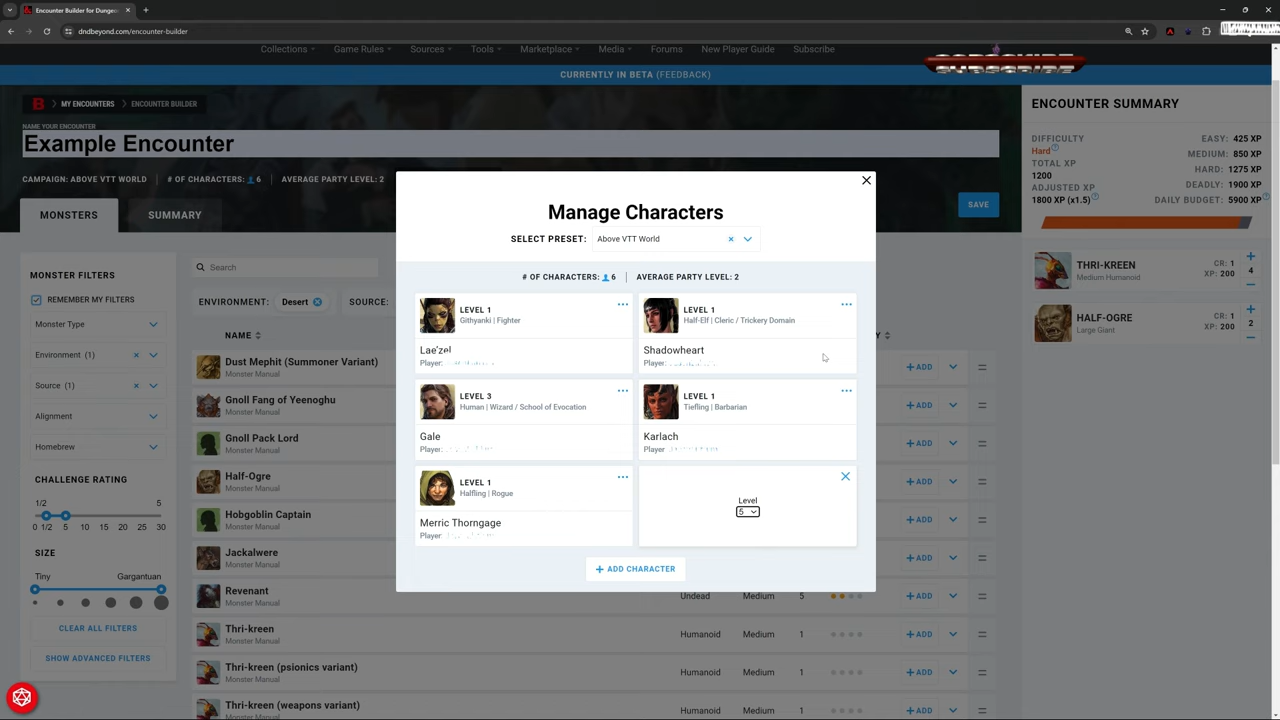 Encounter Builder for Dungeo
dndbeyond.com/encounter-builder
Collections Game Rules Sources Tools Marketplace Media Forums New Player Guide Subscribe
SUBSCRIBE
CURRENTLY IN BETA (FEEDBACK)
MY ENCOUNTERS ENCOUNTER BUILDER
NAME YOUR ENCOUNTER
Example Encounter
CAMPAIGN: ABOVE VTT WORLD # OF CHARACTERS: 6 AVERAGE PARTY LEVEL: 2
SAVE
MONSTERS SUMMARY
MONSTER FILTERS
REMEMBER MY FILTERS
Monster Type
Environment (1)
Source (1)
Alignment
Homebrew
CHALLENGE RATING
1/2 5
0 1/2 5 10 15 20 25 30
SIZE
Tiny Gargantuan
CLEAR ALL FILTERS
SHOW ADVANCED FILTERS
Search
ENVIRONMENT: Desert SOURCE:
NAME
Dust Mephit (Summoner Variant)
Monster Manual
+ ADD
Gnoll Fang of Yeenoghu
Monster Manual
+ ADD
Gnoll Pack Lord
Monster Manual
+ ADD
Half-Ogre
Monster Manual
+ ADD
Hobgoblin Captain
Monster Manual
+ ADD
Jackalwere
Monster Manual
+ ADD
Revenant
Monster Manual
Undead Medium 5 + ADD
Thri-kreen
Monster Manual
Humanoid Medium 1 + ADD
Thri-kreen (psionics variant)
Monster Manual
Humanoid Medium 1 + ADD
Thri-kreen (weapons variant)
Monster Manual
Humanoid Medium 1 + ADD
Manage Characters
SELECT PRESET: Above VTT World
# OF CHARACTERS: 6 AVERAGE PARTY LEVEL: 2
LEVEL 1
Githyanki | Fighter
Lae'zel
Player:
LEVEL 1
Half-Elf | Cleric / Trickery Domain
Shadowheart
Player:
LEVEL 3
Human | Wizard / School of Evocation
Gale
Player:
LEVEL 1
Tiefling | Barbarian
Karlach
Player
LEVEL 1
Halfling | Rogue
Merric Thorngage
Player:
Level
5
+ ADD CHARACTER
ENCOUNTER SUMMARY
DIFFICULTY
Hard
TOTAL XP
1200
ADJUSTED XP
1800 XP (x1.5)
EASY: 425 XP
MEDIUM: 850 XP
HARD: 1275 XP
DEADLY: 1900 XP
DAILY BUDGET: 5900 XP
THRI-KREEN
Medium Humanoid
CR: 1
XP: 200
4
HALF-OGRE
Large Giant
CR: 1
XP: 200
2